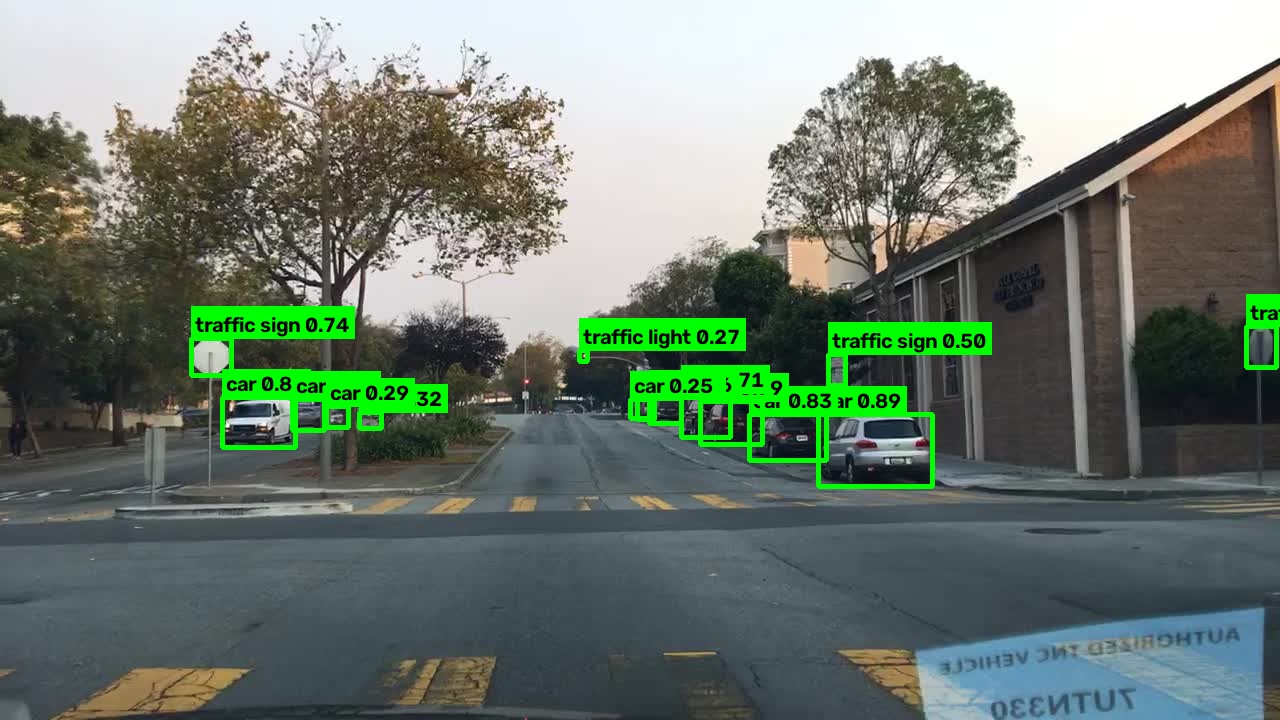 traffic sign 0.74
traffic light 0.27
traffic sign 0.50
car 0.8
car
car 0.29
32
car 0.25
71
9
0.83
ar 0.89
AUTHORIZED TNC VEHICLE
7UTN330